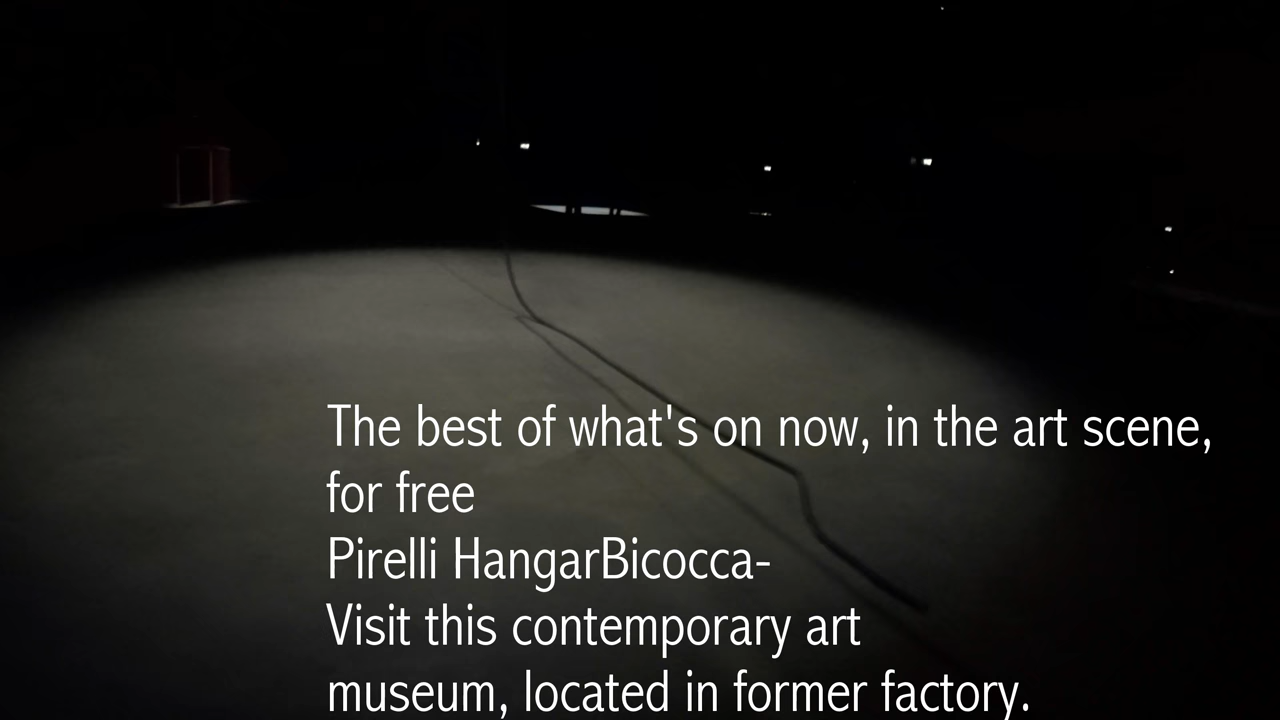 The best of what's on now, in the art scene,
for free
Pirelli HangarBicocca-
Visit this contemporary art
museum, located in former factory.